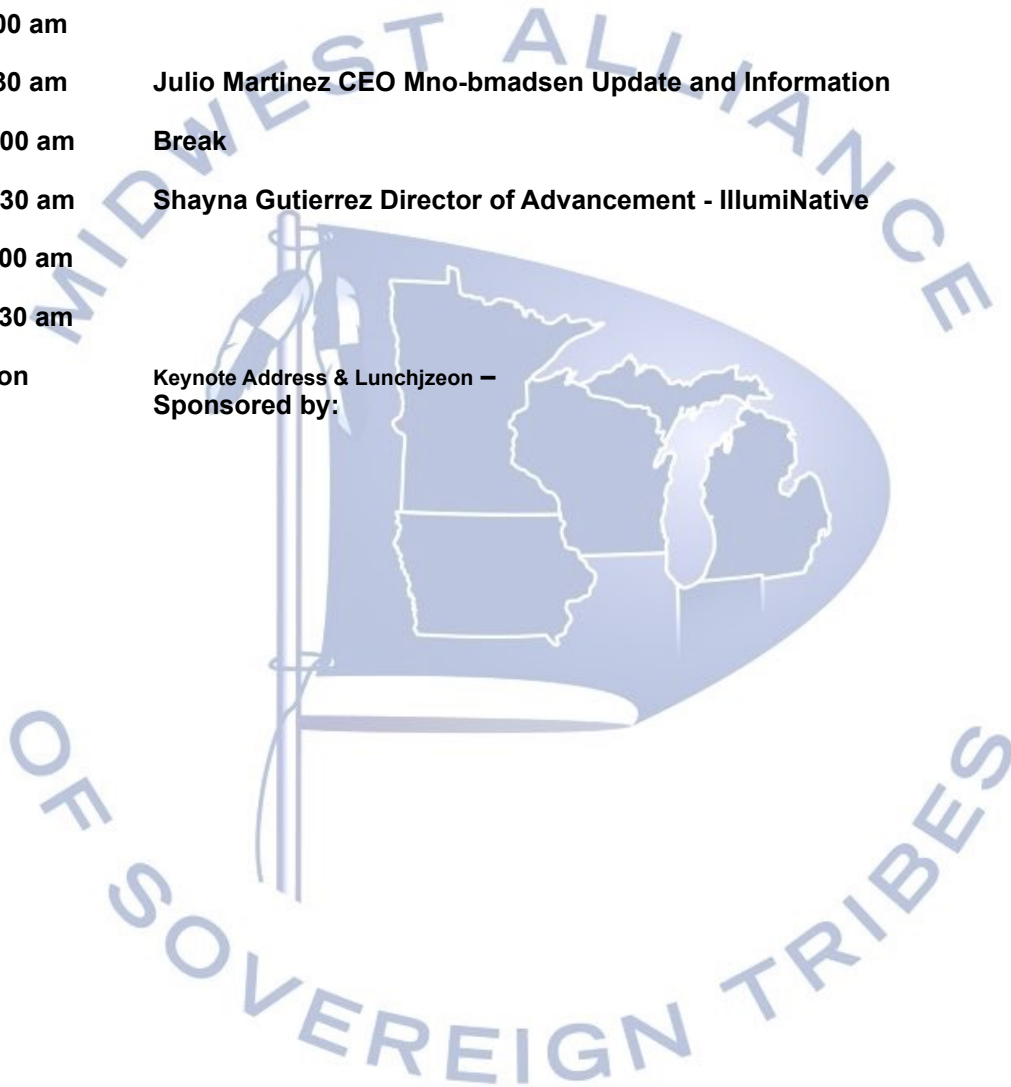 00 am
30 am Julio Martinez CEO Mno-bmadsen Update and Information
00 am Break
30 am Shayna Gutierrez Director of Advancement - IllumiNative
00 am
30 am
on Keynote Address & Lunchjzeon –
Sponsored by:
MIDWEST ALLIANCE
OF SOVEREIGN TRIBES